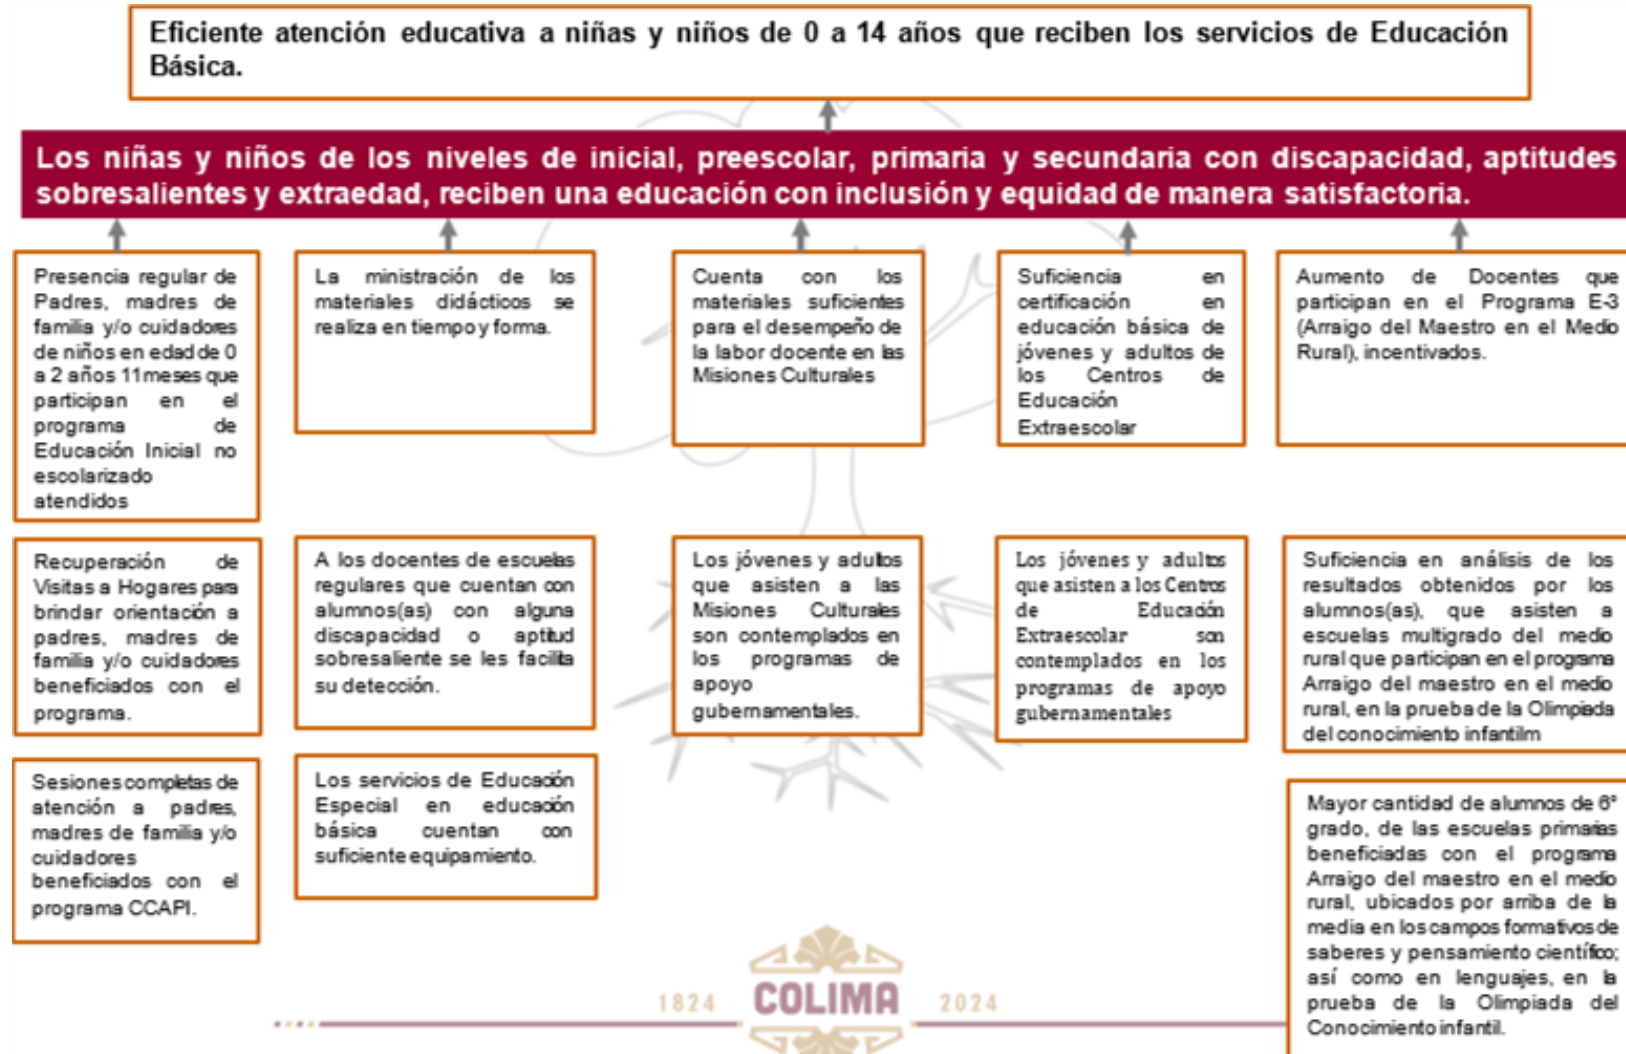 Eficiente atención educativa a niñas y niños de 0 a 14 años que reciben los servicios de Educación
Básica.
Los niñas y niños de los niveles de inicial, preescolar, primaria y secundaria con discapacidad, aptitudes
sobresalientes y extraedad, reciben una educación con inclusión y equidad de manera satisfactoria.
Presencia regular de
Padres, madres de
familia y/o cuidadores
de niños en edad de 0
a 2 años 11 meses que
participan en el
programa de
Educación Inicial no
escolarizado
atendidos
La ministración de los
materiales didácticos se
realiza en tiempo y forma.
Cuenta con los
materiales suficientes
para el desempeño de
la labor docente en las
Misiones Culturales
Suficiencia en
certificación en
educación básica de
jóvenes y adultos de
los Centros de
Educación
Extraescolar
Aumento de Docentes que
participan en el Programa E-3
(Arraigo del Maestro en el Medio
Rural), incentivados.
Recuperación de
Visitas a Hogares para
brindar orientación a
padres, madres de
familia y/o cuidadores
beneficiados con el
programa.
A los docentes de escuelas
regulares que cuentan con
alumnos(as) con alguna
discapacidad o aptitud
sobresaliente se les facilita
su detección.
Los jóvenes y adultos
que asisten a las
Misiones Culturales
son contemplados en
los programas de
apoyo
gubernamentales.
Los jóvenes y adultos
que asisten a los Centros
de Educación
Extraescolar son
contemplados en los
programas de apoyo
gubernamentales
Suficiencia en análisis de los
resultados obtenidos por los
alumnos(as), que asisten a
escuelas multigrado del medio
rural que participan en el programa
Arraigo del maestro en el medio
rural, en la prueba de la Olimpiada
del conocimiento infantilm
Sesiones completas de
atención a padres,
madres de familia y/o
cuidadores
beneficiados con el
programa CCAPI.
Los servicios de Educación
Especial en educación
básica cuentan con
suficiente equipamiento.
Mayor cantidad de alumnos de 6°
grado, de las escuelas primarias
beneficiadas con el programa
Arraigo del maestro en el medio
rural, ubicados por arriba de la
media en los campos formativos de
saberes y pensamiento científico;
así como en lenguajes, en la
prueba de la Olimpiada del
Conocimiento infantil.
1824 COLIMA 2024